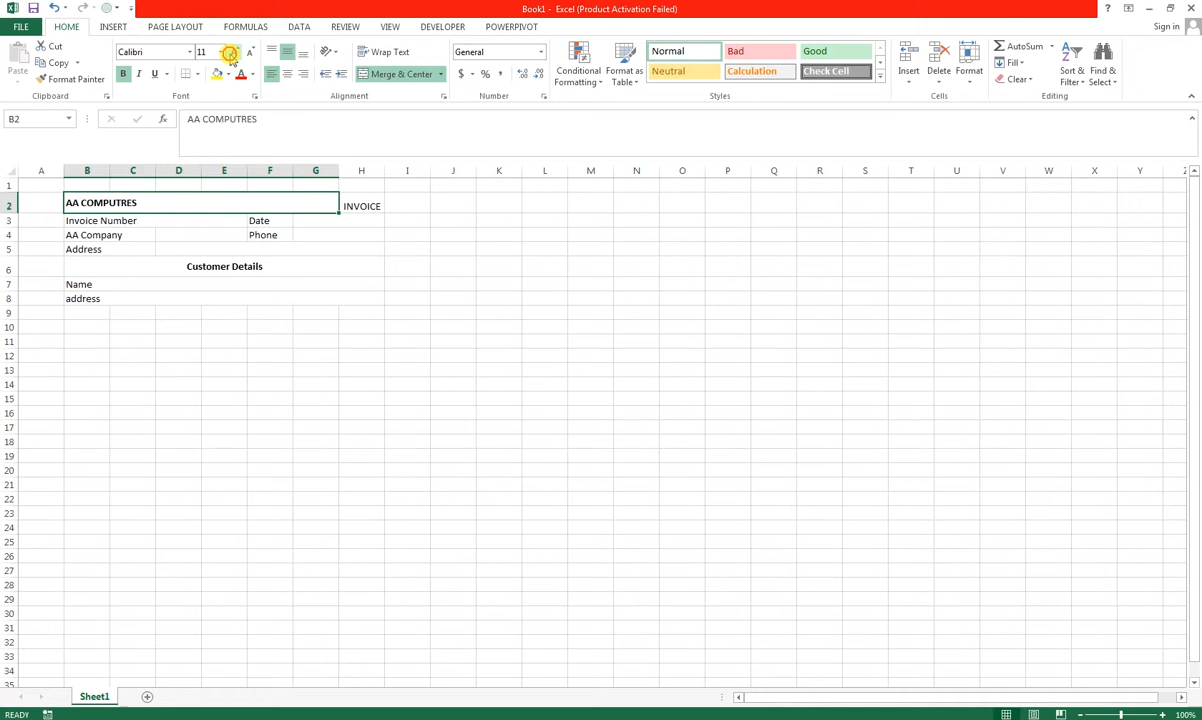 Book1 - Excel (Product Activation Failed)
FILE HOME INSERT PAGE LAYOUT FORMULAS DATA REVIEW VIEW DEVELOPER POWERPIVOT Sign in
Paste Cut Copy Format Painter Clipboard
Calibri 11 B I U A Font
Wrap Text Merge & Center Alignment
General $ % , Number
Conditional Formatting Format as Table Normal Bad Good Neutral Calculation Check Cell Styles
Insert Delete Format Cells
AutoSum Fill Clear Sort & Filter Find & Select Editing
B2 fx AA COMPUTRES
A B C D E F G H I J K L M N O P Q R S T U V W X Y Z
1
2 AA COMPUTRES INVOICE
3 Invoice Number Date
4 AA Company Phone
5 Address
6 Customer Details
7 Name
8 address
9
10
11
12
13
14
15
16
17
18
19
20
21
22
23
24
25
26
27
28
29
30
31
32
33
34
35
Sheet1
READY 100%